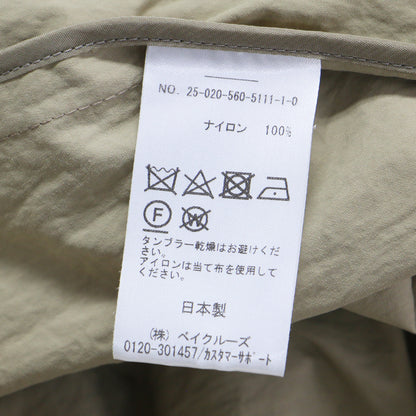 NO. 25-020-560-5111-1-0
ナイロン 100%
F W
タンブラー乾燥はお避けくださ
い。
アイロンは当て布を使用してく
ださい。
日本製
(株) ベイクルーズ
0120-301457/カスタマーサポート